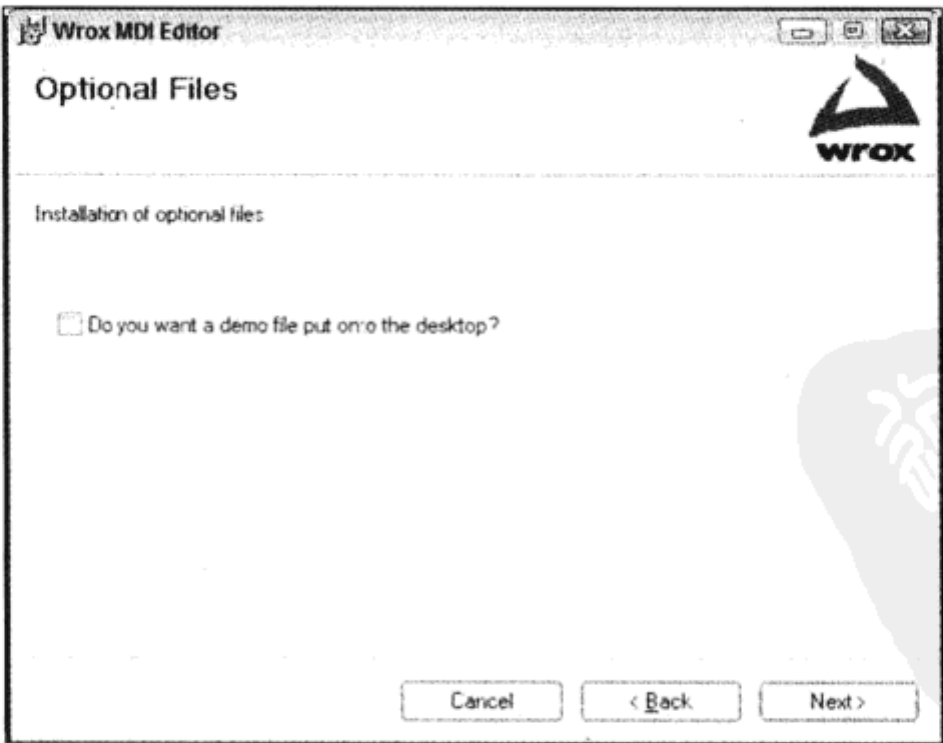 Wrox MDI Editor
Optional Files
wrox
Installation of optional files
Do you want a demo file put onto the desktop?
Cancel
< Back
Next >